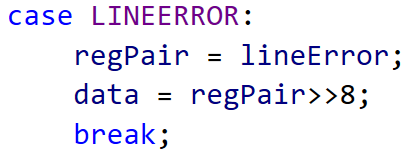 case LINEERROR:
    regPair = lineError;
    data = regPair>>8;
    break;